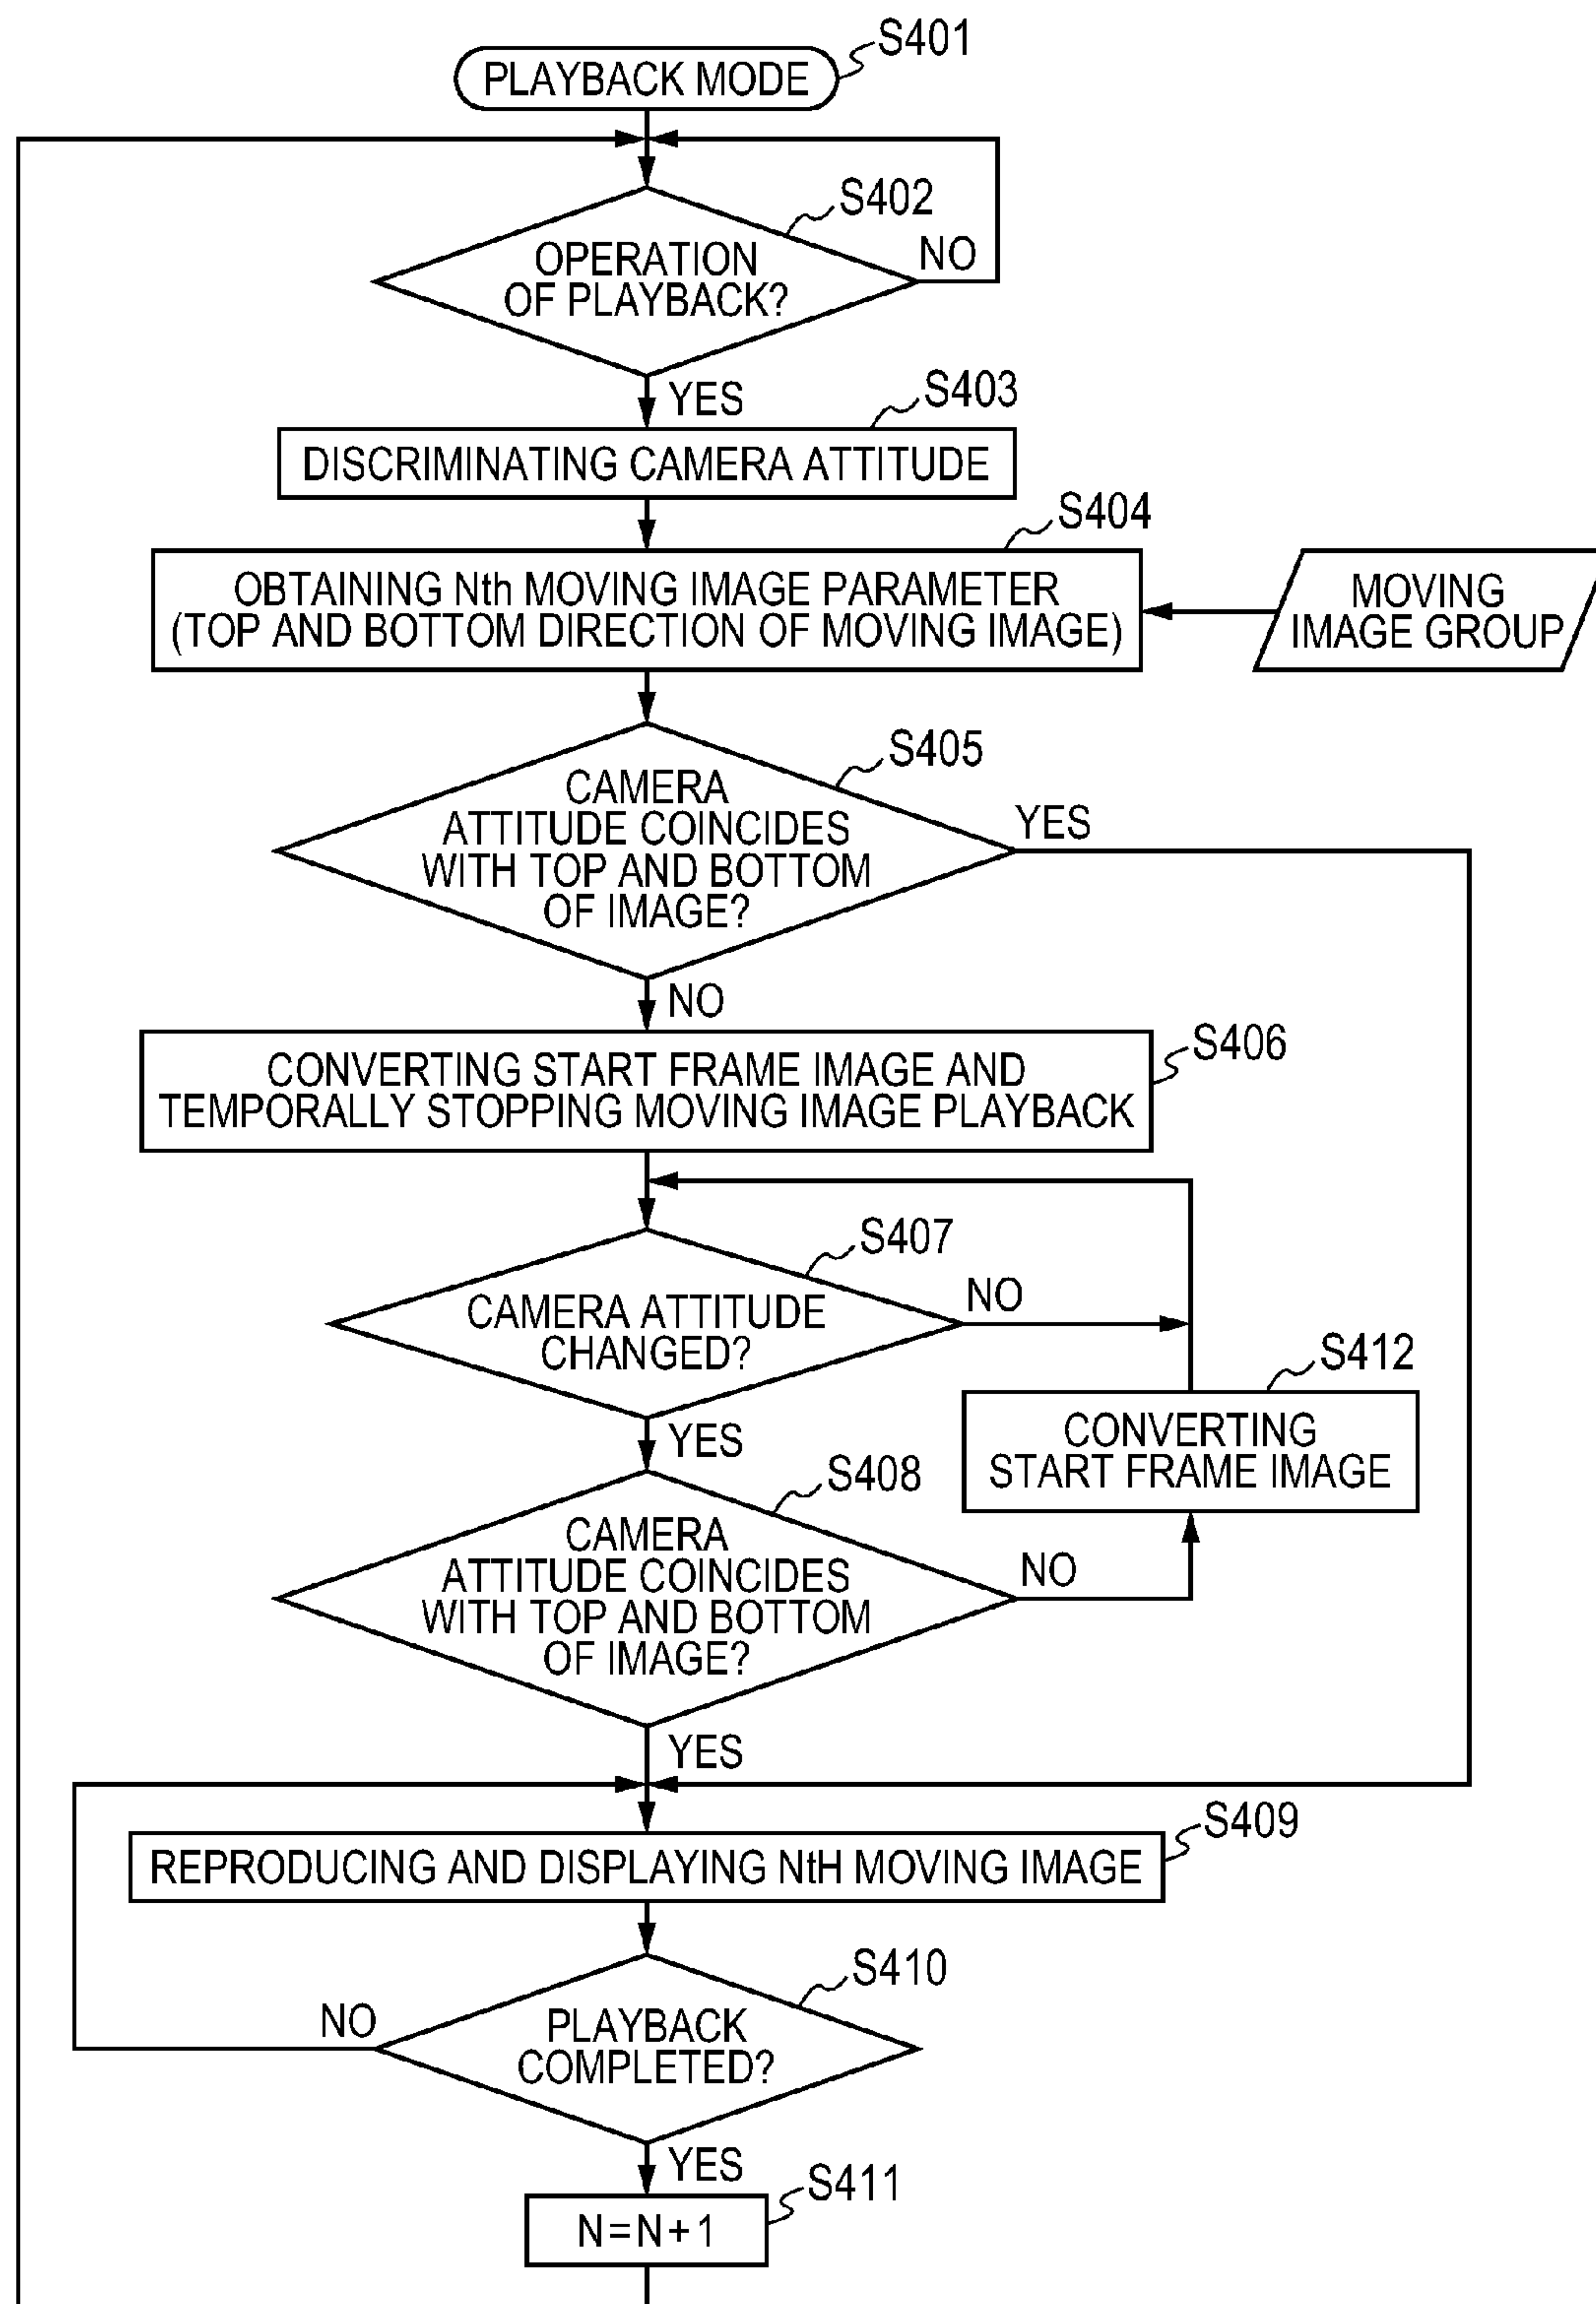 S401
PLAYBACK MODE
S402
OPERATION
OF PLAYBACK?
NO
YES
S403
DISCRIMINATING CAMERA ATTITUDE
S404
OBTAINING Nth MOVING IMAGE PARAMETER
(TOP AND BOTTOM DIRECTION OF MOVING IMAGE)
MOVING
IMAGE GROUP
S405
CAMERA
ATTITUDE COINCIDES
WITH TOP AND BOTTOM
OF IMAGE?
YES
NO
S406
CONVERTING START FRAME IMAGE AND
TEMPORALLY STOPPING MOVING IMAGE PLAYBACK
S407
CAMERA ATTITUDE
CHANGED?
NO
YES
S412
CONVERTING
START FRAME IMAGE
S408
CAMERA
ATTITUDE COINCIDES
WITH TOP AND BOTTOM
OF IMAGE?
NO
YES
S409
REPRODUCING AND DISPLAYING NtH MOVING IMAGE
S410
PLAYBACK
COMPLETED?
NO
YES
S411
N=N+1